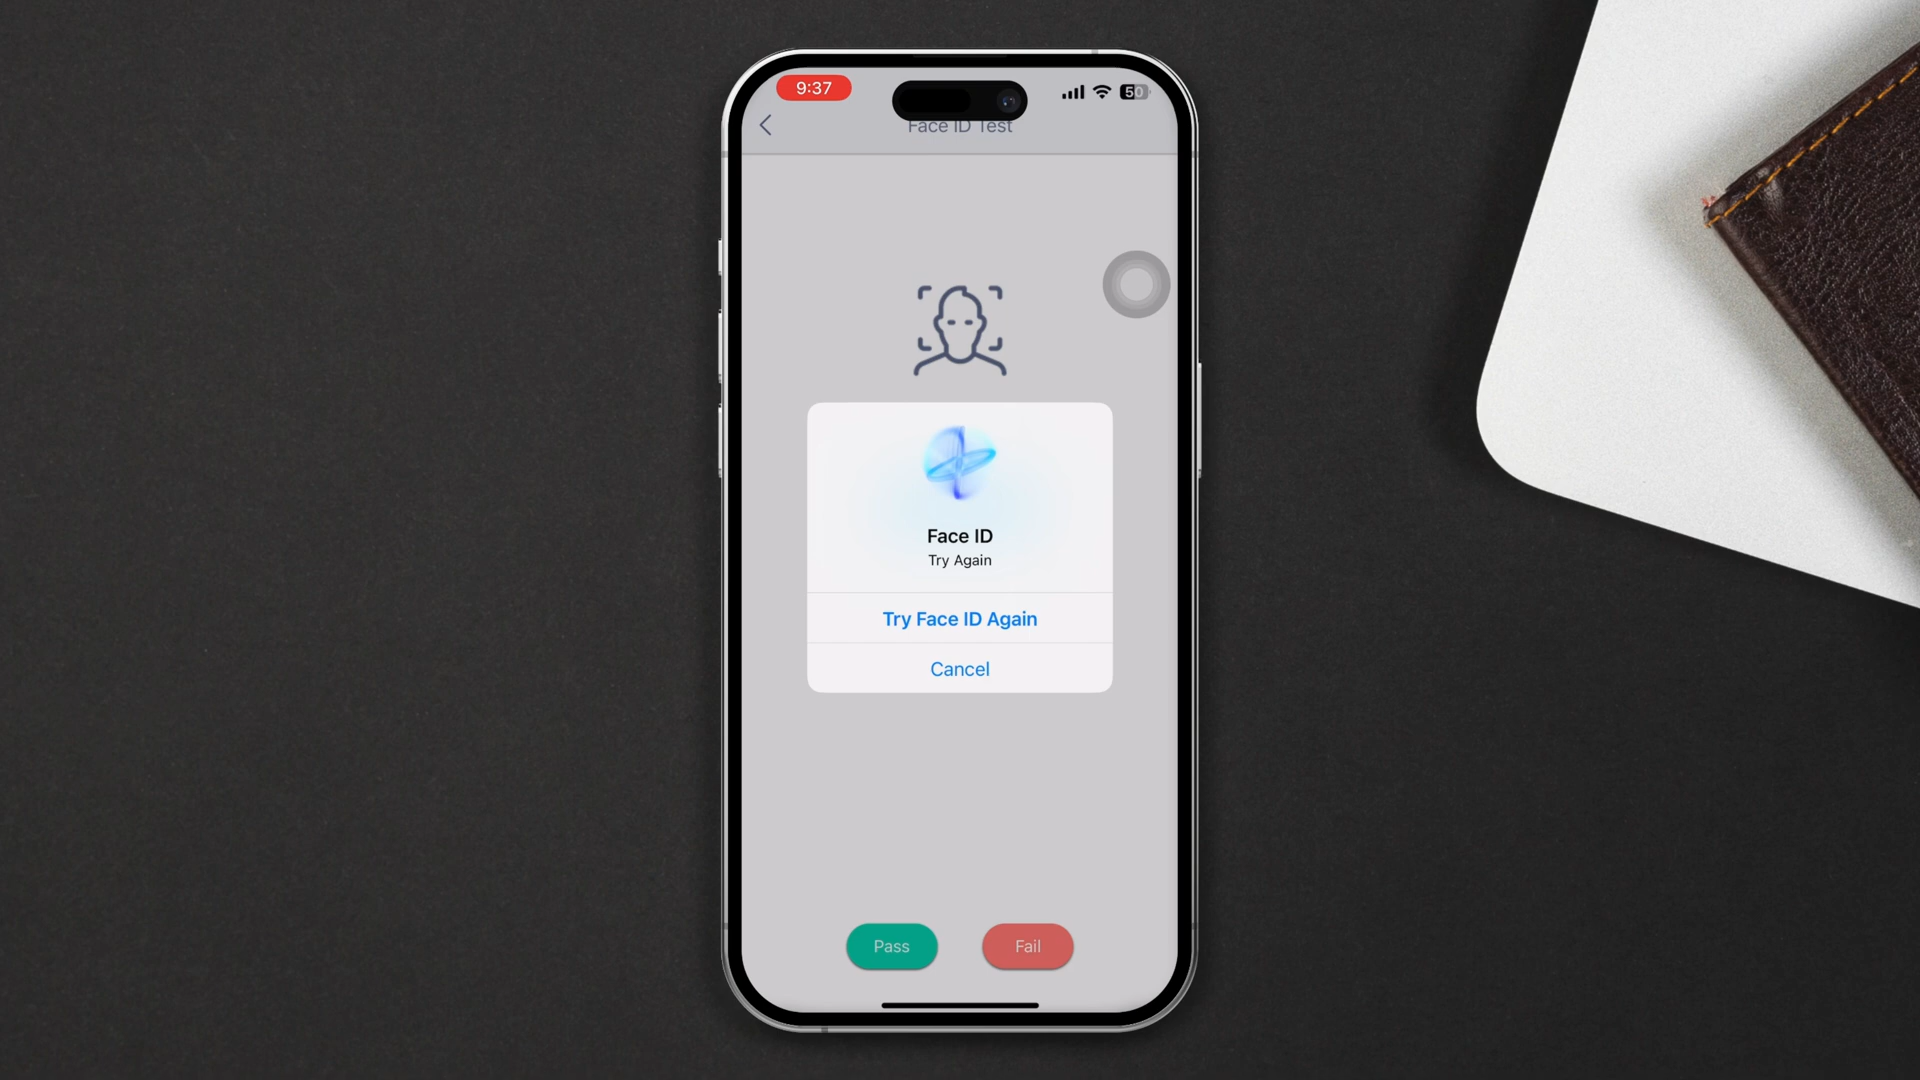 9:37
50
Face ID Test
Face ID
Try Again
Try Face ID Again
Cancel
Pass
Fail